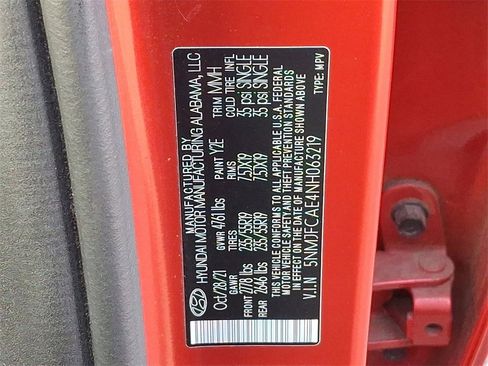 MANUFACTURED BY
HYUNDAI MOTOR MANUFACTURING ALABAMA, LLC
Oct/28/21 GVWR 4761 lbs PAINT Y2E TRIM MMH
GAWR TIRES RIMS COLD TIRE INFL
FRONT 2778 lbs 235/55R19 7.5JX19 35 psi SINGLE
REAR 2646 lbs 235/55R19 7.5JX19 35 psi SINGLE
THIS VEHICLE CONFORMS TO ALL APPLICABLE U.S.A. FEDERAL
MOTOR VEHICLE SAFETY, BUMPER, AND THEFT PREVENTION STANDARDS
IN EFFECT ON THE DATE OF MANUFACTURE SHOWN ABOVE
V.I.N 5NMJFCAE4NH063219 TYPE: MPV